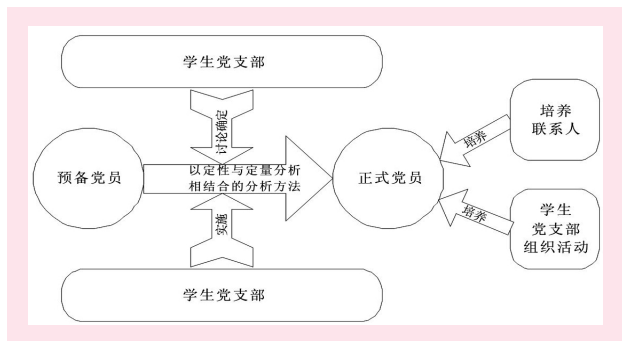 学生党支部
讨论确定
预备党员
以定性与定量分析
相结合的分析方法
正式党员
培养
联系人
培养
培养
学生
党支部
组织活动
实施
学生党支部